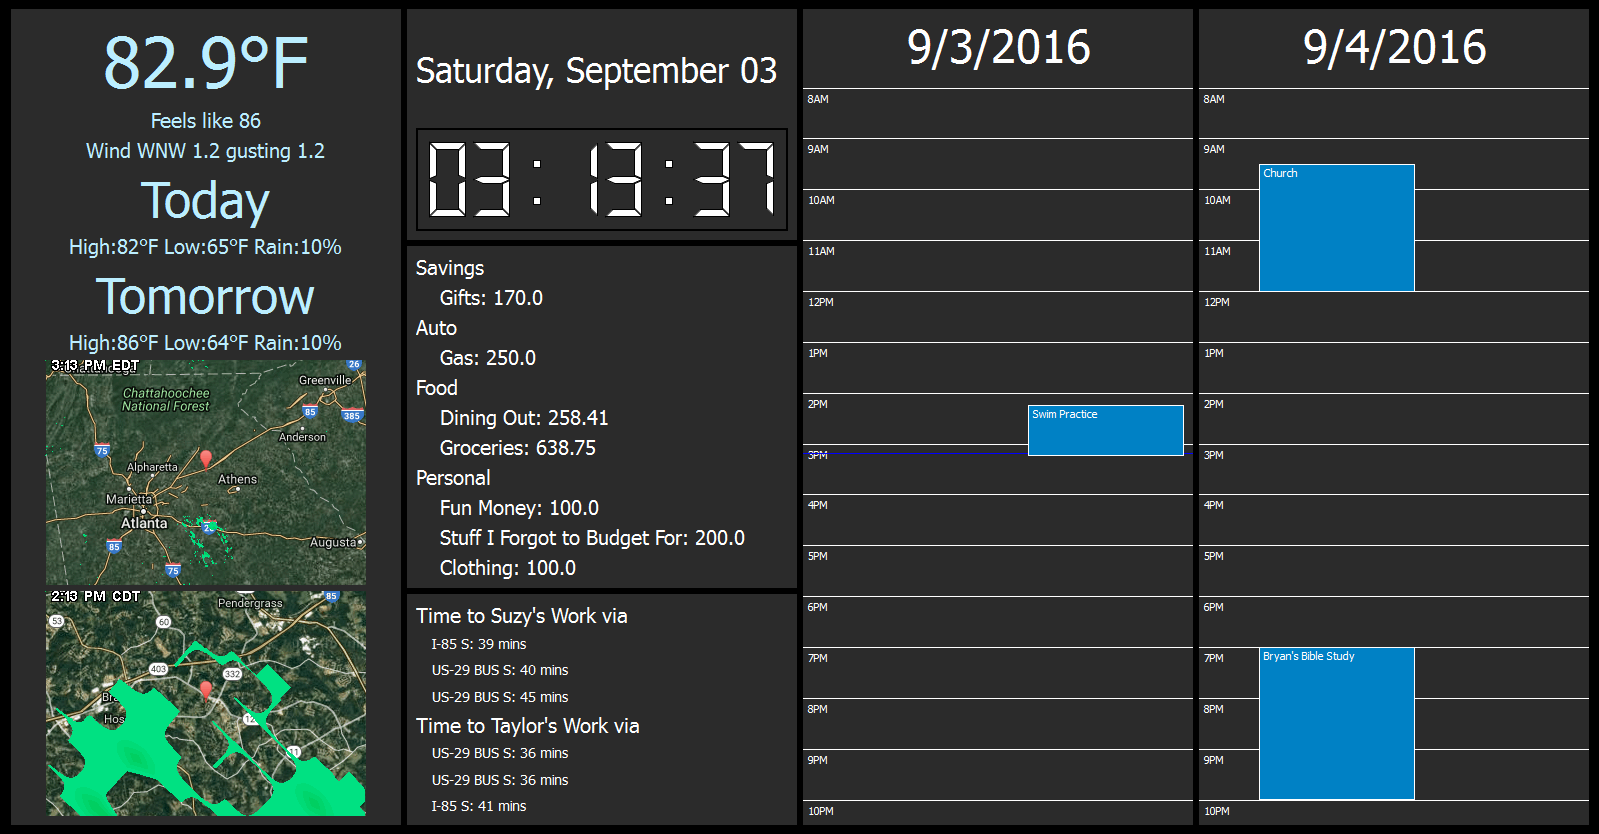 82.9°F
Feels like 86
Wind WNW 1.2 gusting 1.2
Today
High:82°F Low:65°F Rain:10%
Tomorrow
High:86°F Low:64°F Rain:10%
3:13 PM EDT
26
Greenville
Chattahoochee
National Forest
85
385
Anderson
75
Alpharetta
Athens
Marietta
Atlanta
85
Augusta
75
2:13 PM CDT
85
Pendergrass
53
60
403
332
Hos
11
Saturday, September 03
03:13:37
Savings
Gifts: 170.0
Auto
Gas: 250.0
Food
Dining Out: 258.41
Groceries: 638.75
Personal
Fun Money: 100.0
Stuff I Forgot to Budget For: 200.0
Clothing: 100.0
Time to Suzy's Work via
I-85 S: 39 mins
US-29 BUS S: 40 mins
US-29 BUS S: 45 mins
Time to Taylor's Work via
US-29 BUS S: 36 mins
US-29 BUS S: 36 mins
I-85 S: 41 mins
9/3/2016
8AM
9AM
10AM
11AM
12PM
1PM
2PM
Swim Practice
3PM
4PM
5PM
6PM
7PM
8PM
9PM
10PM
9/4/2016
8AM
9AM
Church
10AM
11AM
12PM
1PM
2PM
3PM
4PM
5PM
6PM
7PM
Bryan's Bible Study
8PM
9PM
10PM